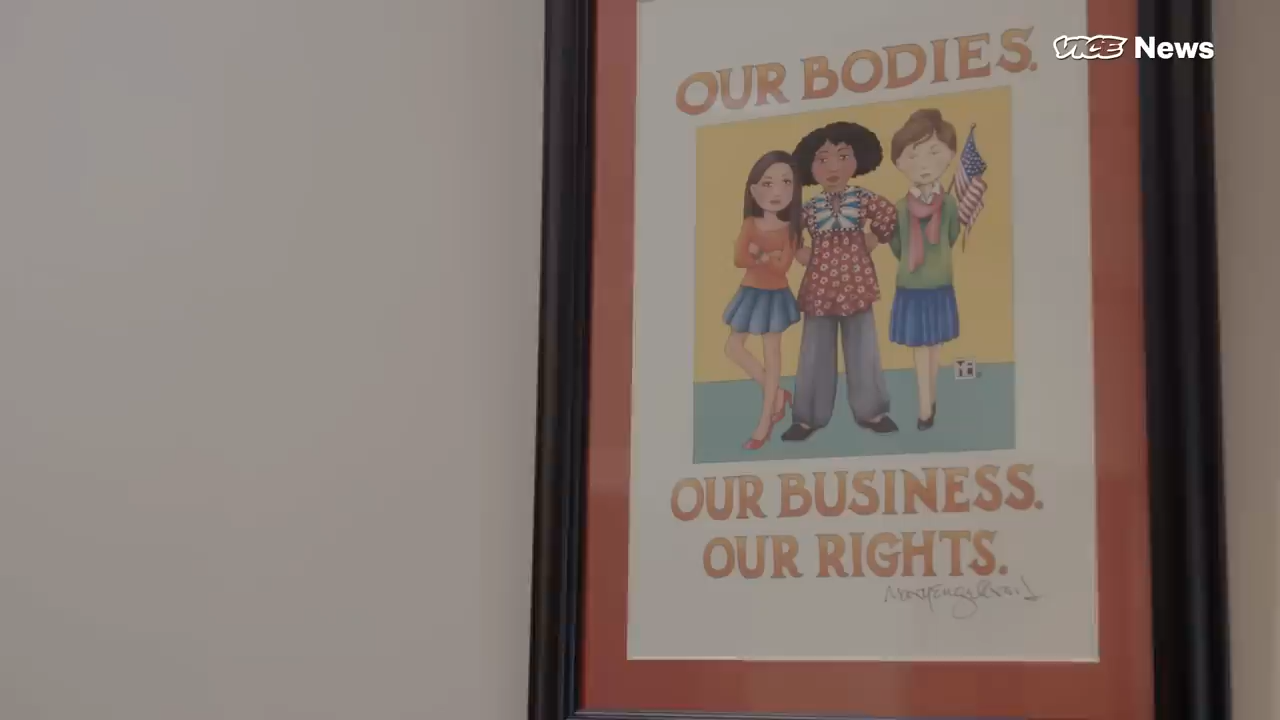 VICE News
OUR BODIES.
OUR BUSINESS.
OUR RIGHTS.